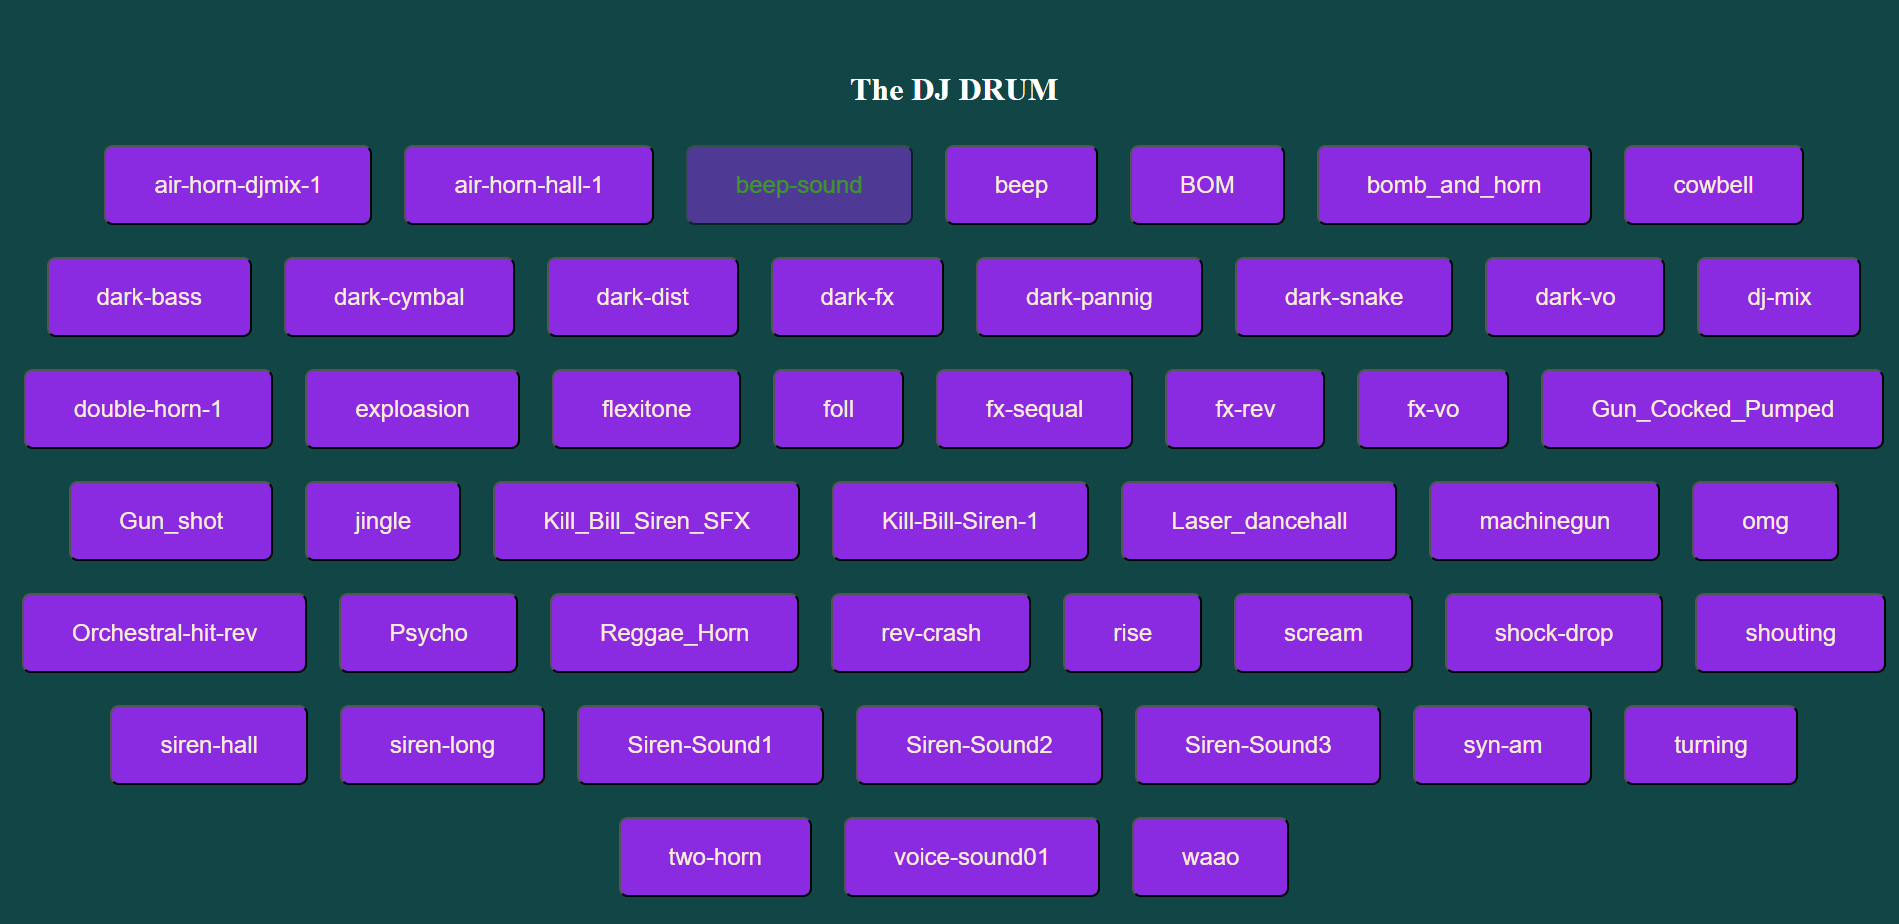 The DJ DRUM
air-horn-djmix-1 air-horn-hall-1 beep-sound beep BOM bomb_and_horn cowbell
dark-bass dark-cymbal dark-dist dark-fx dark-pannig dark-snake dark-vo dj-mix
double-horn-1 exploasion flexitone foll fx-sequal fx-rev fx-vo Gun_Cocked_Pumped
Gun_shot jingle Kill_Bill_Siren_SFX Kill-Bill-Siren-1 Laser_dancehall machinegun omg
Orchestral-hit-rev Psycho Reggae_Horn rev-crash rise scream shock-drop shouting
siren-hall siren-long Siren-Sound1 Siren-Sound2 Siren-Sound3 syn-am turning
two-horn voice-sound01 waao